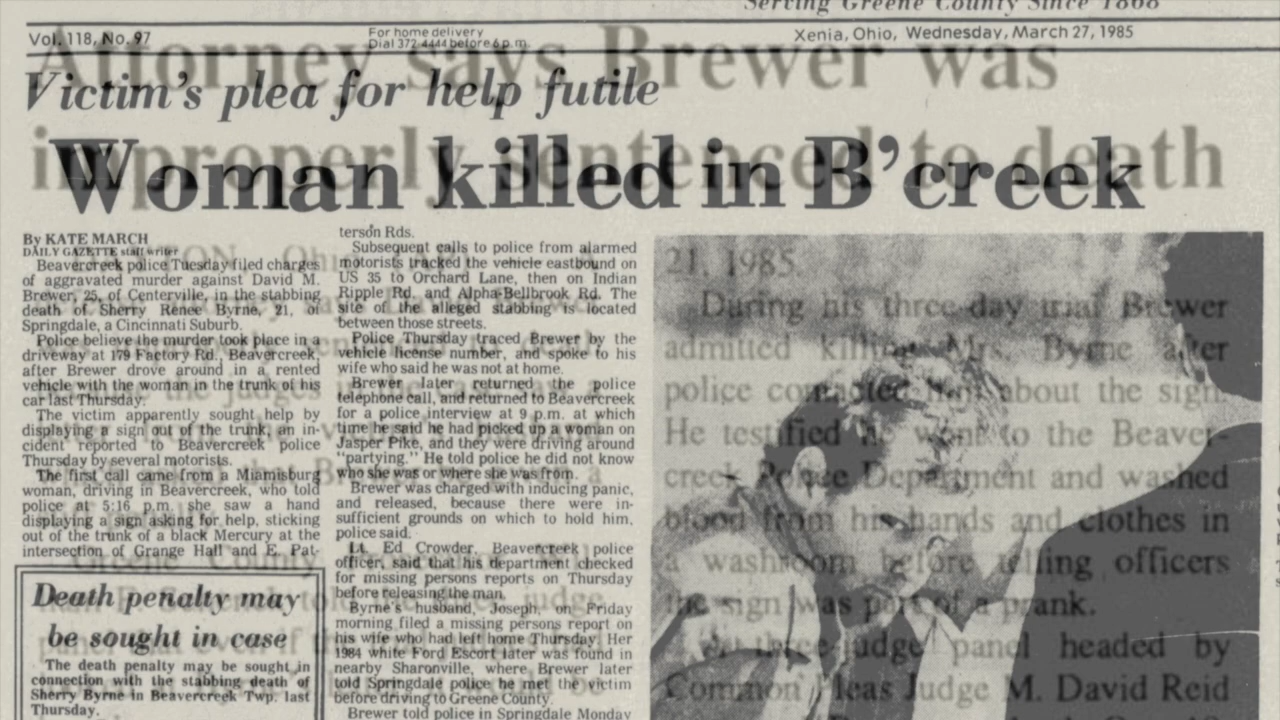 Serving Greene County Since 1868
Vol. 118, No. 97
For home delivery
Dial 372-4444 before 6 p.m.
Xenia, Ohio, Wednesday, March 27, 1985
Attorney says Brewer was
improperly sentenced to death
Victim's plea for help futile
Woman killed in B'creek
By KATE MARCH
DAILY GAZETTE staff writer
Beavercreek police Tuesday filed charges
of aggravated murder against David M.
Brewer, 25, of Centerville, in the stabbing
death of Sherry Renee Byrne, 21, of
Springdale, a Cincinnati Suburb.
Police believe the murder took place in a
driveway at 179 Factory Rd., Beavercreek,
after Brewer drove around in a rented
vehicle with the woman in the trunk of his
car last Thursday.
The victim apparently sought help by
displaying a sign out of the trunk, an in-
cident reported to Beavercreek police
Thursday by several motorists.
The first call came from a Miamisburg
woman, driving in Beavercreek, who told
police at 5:16 p.m. she saw a hand
displaying a sign asking for help, sticking
out of the trunk of a black Mercury at the
intersection of Grange Hall and E. Pat-
terson Rds.
Subsequent calls to police from alarmed
motorists tracked the vehicle eastbound on
US 35 to Orchard Lane, then on Indian
Ripple Rd. and Alpha-Bellbrook Rd. The
site of the alleged stabbing is located
between those streets.
Police Thursday traced Brewer by the
vehicle license number, and spoke to his
wife who said he was not at home.
Brewer later returned the police
telephone call, and returned to Beavercreek
for a police interview at 9 p.m. at which
time he said he had picked up a woman on
Jasper Pike, and they were driving around
"partying." He told police he did not know
who she was or where she was from.
Brewer was charged with inducing panic,
and released, because there were in-
sufficient grounds on which to hold him,
police said.
Lt. Ed Crowder, Beavercreek police
officer, said that his department checked
for missing persons reports on Thursday
before releasing the man.
Byrne's husband, Joseph, on Friday
morning filed a missing persons report on
his wife who had left home Thursday. Her
1984 white Ford Escort later was found in
nearby Sharonville, where Brewer later
told Springdale police he met the victim
before driving to Greene County.
Brewer told police in Springdale Monday
Death penalty may
be sought in case
The death penalty may be sought in
connection with the stabbing death of
Sherry Byrne in Beavercreek Twp. last
Thursday.
21, 1985
During his three-day trial Brewer
admitted killing Mrs. Byrne after
police contacted him about the sign.
He testified he went to the Beaver-
creek Police Department and washed
blood from his hands and clothes in
a washroom before telling officers
the sign was part of a prank.
three-judge panel headed by
Common Pleas Judge M. David Reid